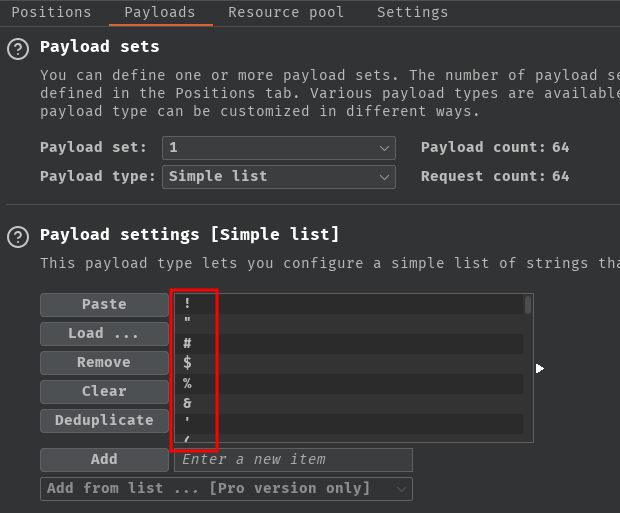 Positions Payloads Resource pool Settings
Payload sets
You can define one or more payload sets. The number of payload se
defined in the Positions tab. Various payload types are available
payload type can be customized in different ways.
Payload set: 1 Payload count: 64
Payload type: Simple list Request count: 64
Payload settings [Simple list]
This payload type lets you configure a simple list of strings tha
Paste
Load ...
Remove
Clear
Deduplicate
!
"
#
$
%
&
'
(
Add Enter a new item
Add from list ... [Pro version only]